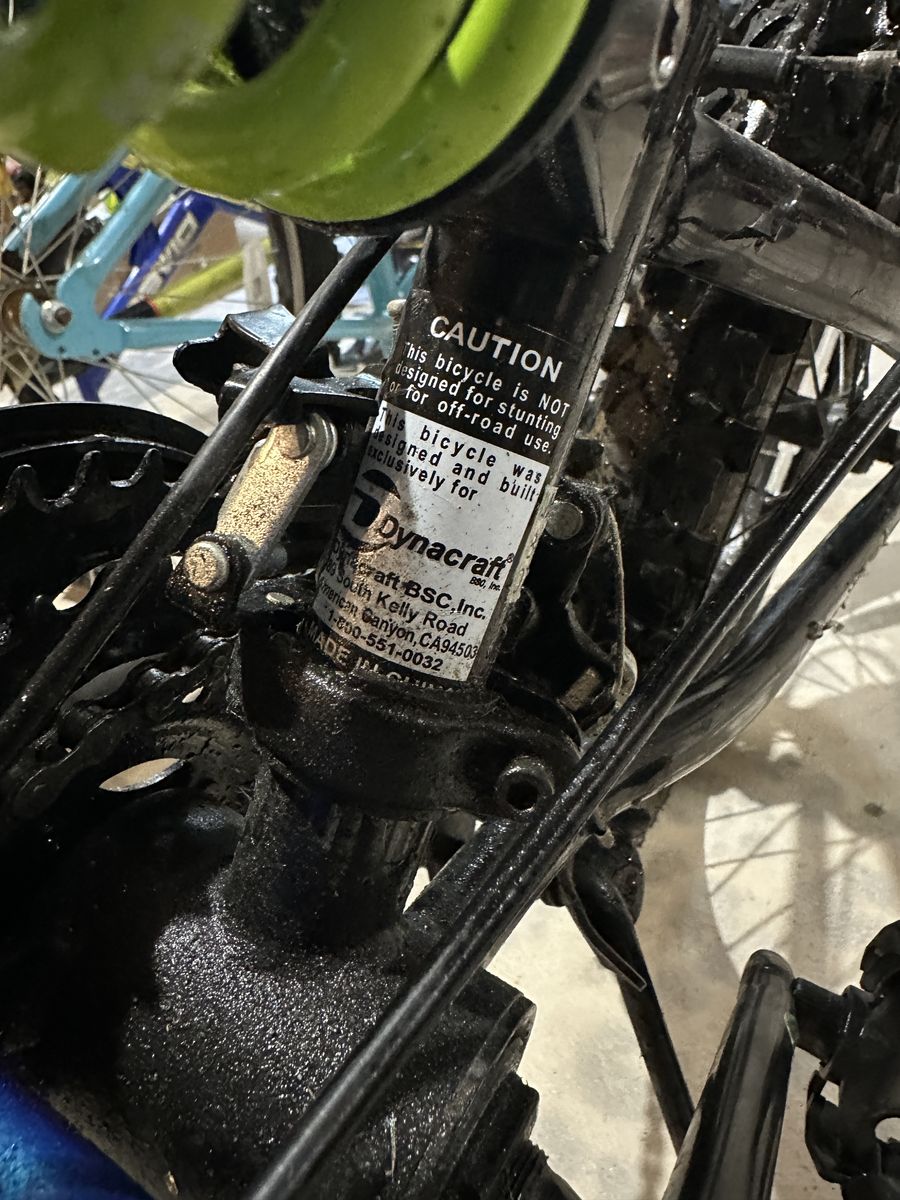 CAUTION
This bicycle is NOT
designed for stunting
or for off-road use.
This bicycle was
designed and built
exclusively for
Dynacraft®
BSC, Inc.
Dynacraft BSC, Inc.
South Kelly Road
American Canyon, CA 94503
1-800-551-0032
MADE IN CHINA